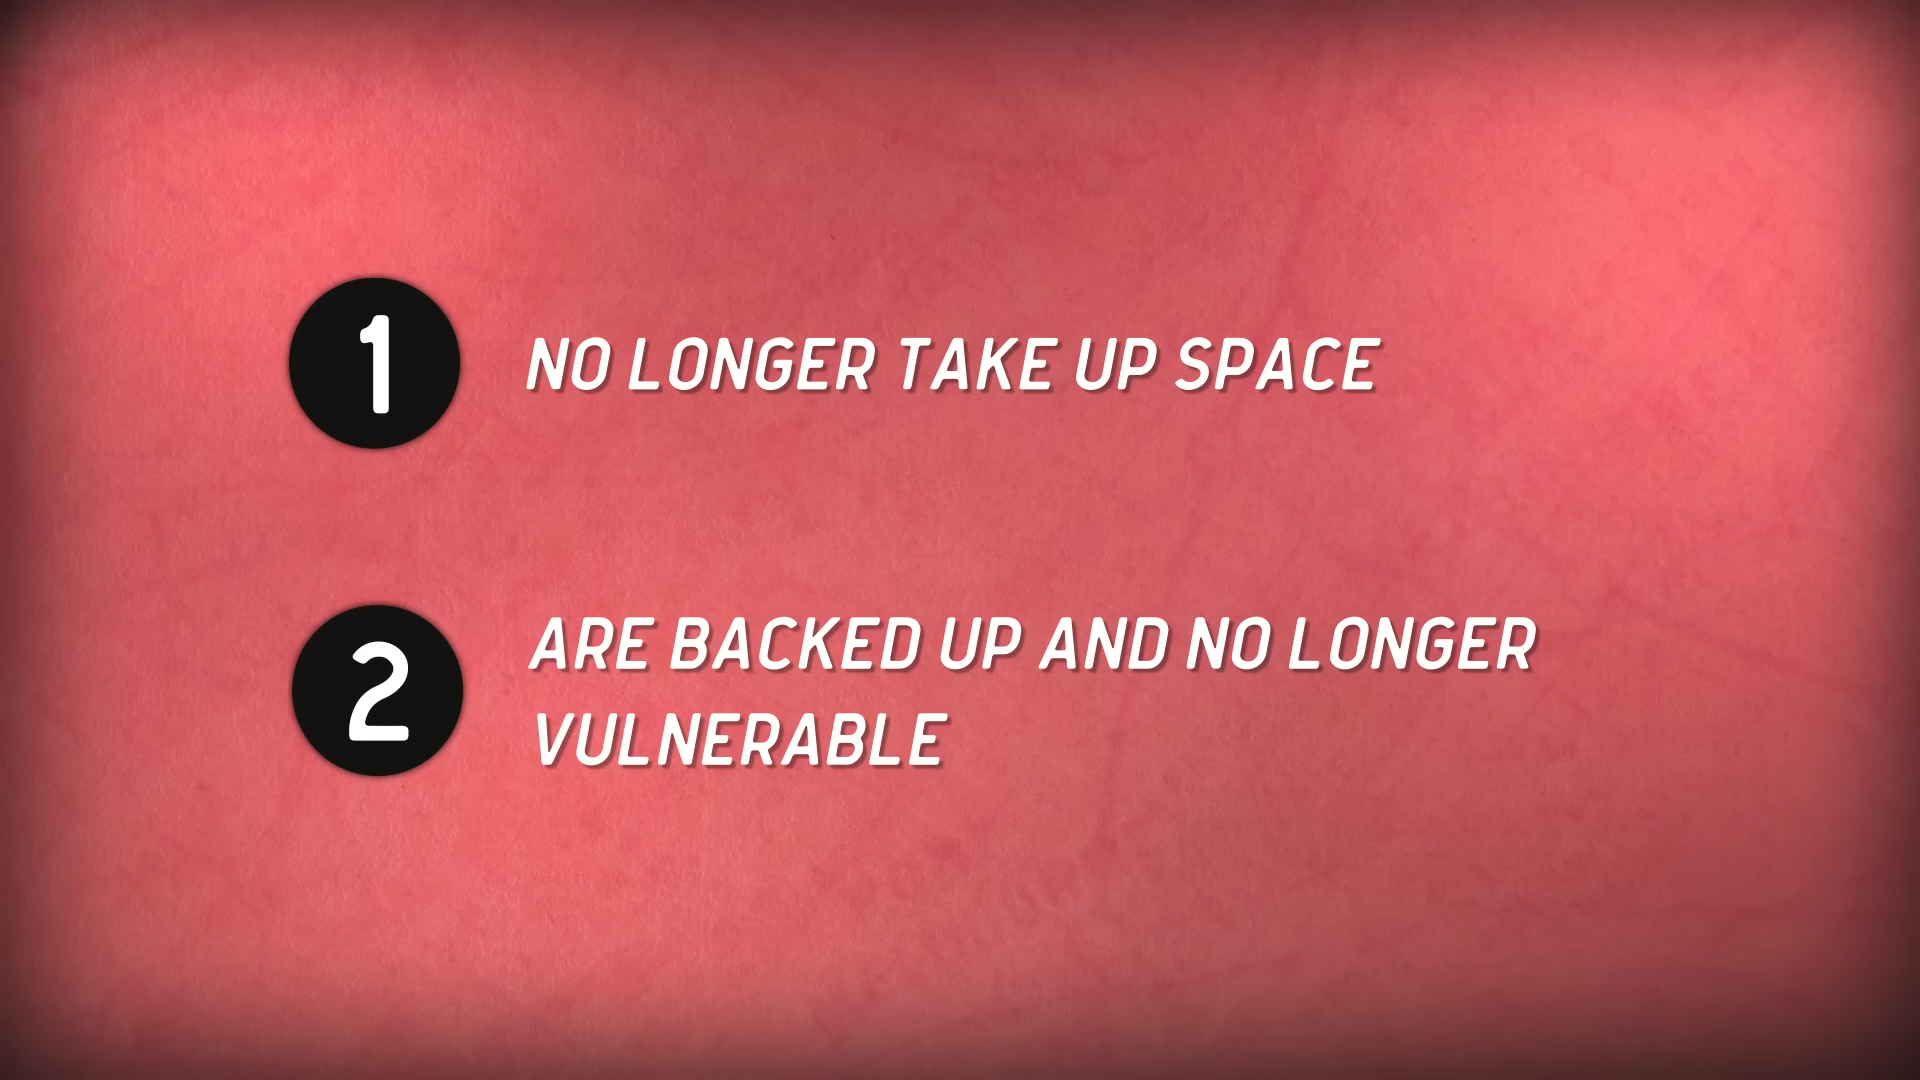 1
NO LONGER TAKE UP SPACE
2
ARE BACKED UP AND NO LONGER
VULNERABLE